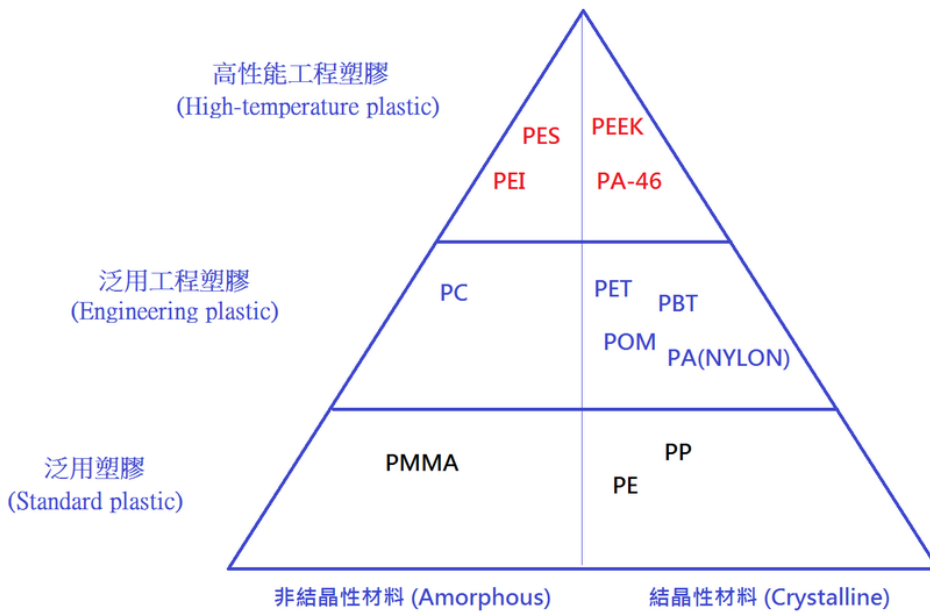 高性能工程塑膠
(High-temperature plastic)
PES
PEEK
PEI
PA-46
泛用工程塑膠
(Engineering plastic)
PC
PET
PBT
POM
PA(NYLON)
泛用塑膠
(Standard plastic)
PMMA
PP
PE
非結晶性材料 (Amorphous)
結晶性材料 (Crystalline)